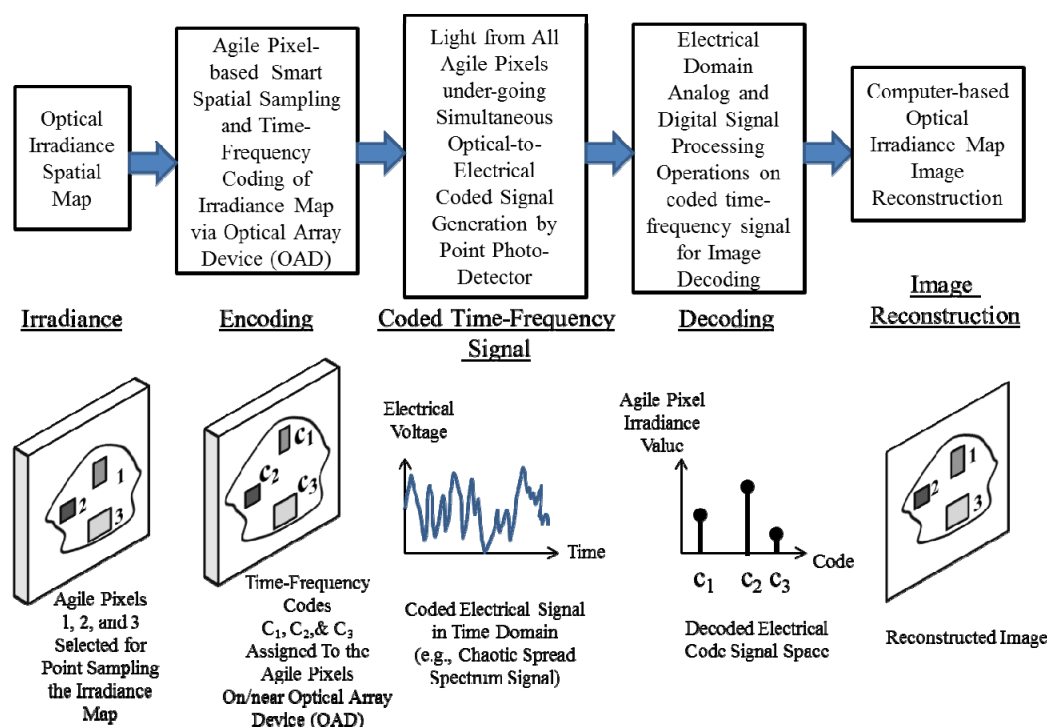 Optical
Irradiance
Spatial
Map
Agile Pixel-
based Smart
Spatial Sampling
and Time-
Frequency
Coding of
Irradiance Map
via Optical Array
Device (OAD)
Light from All
Agile Pixels
under-going
Simultaneous
Optical-to-
Electrical
Coded Signal
Generation by
Point Photo-
Detector
Electrical
Domain
Analog and
Digital Signal
Processing
Operations on
coded time-
frequency signal
for Image
Decoding
Computer-based
Optical
Irradiance Map
Image
Reconstruction
Irradiance
Encoding
Coded Time-Frequency
Signal
Decoding
Image
Reconstruction
1
2
3
Agile Pixels
1, 2, and 3
Selected for
Point Sampling
the Irradiance
Map
c1
c2
c3
Time-Frequency
Codes
C1, C2,& C3
Assigned To the
Agile Pixels
On/near Optical Array
Device (OAD)
Electrical
Voltage
Time
Coded Electrical Signal
in Time Domain
(e.g., Chaotic Spread
Spectrum Signal)
Agile Pixel
Irradiance
Value
Code
c1 c2 c3
Decoded Electrical
Code Signal Space
1
2
3
Reconstructed Image